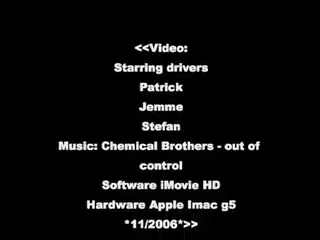 <<Video:
Starring drivers
Patrick
Jemme
Stefan
Music: Chemical Brothers - out of
control
Software iMovie HD
Hardware Apple Imac g5
*11/2006*>>